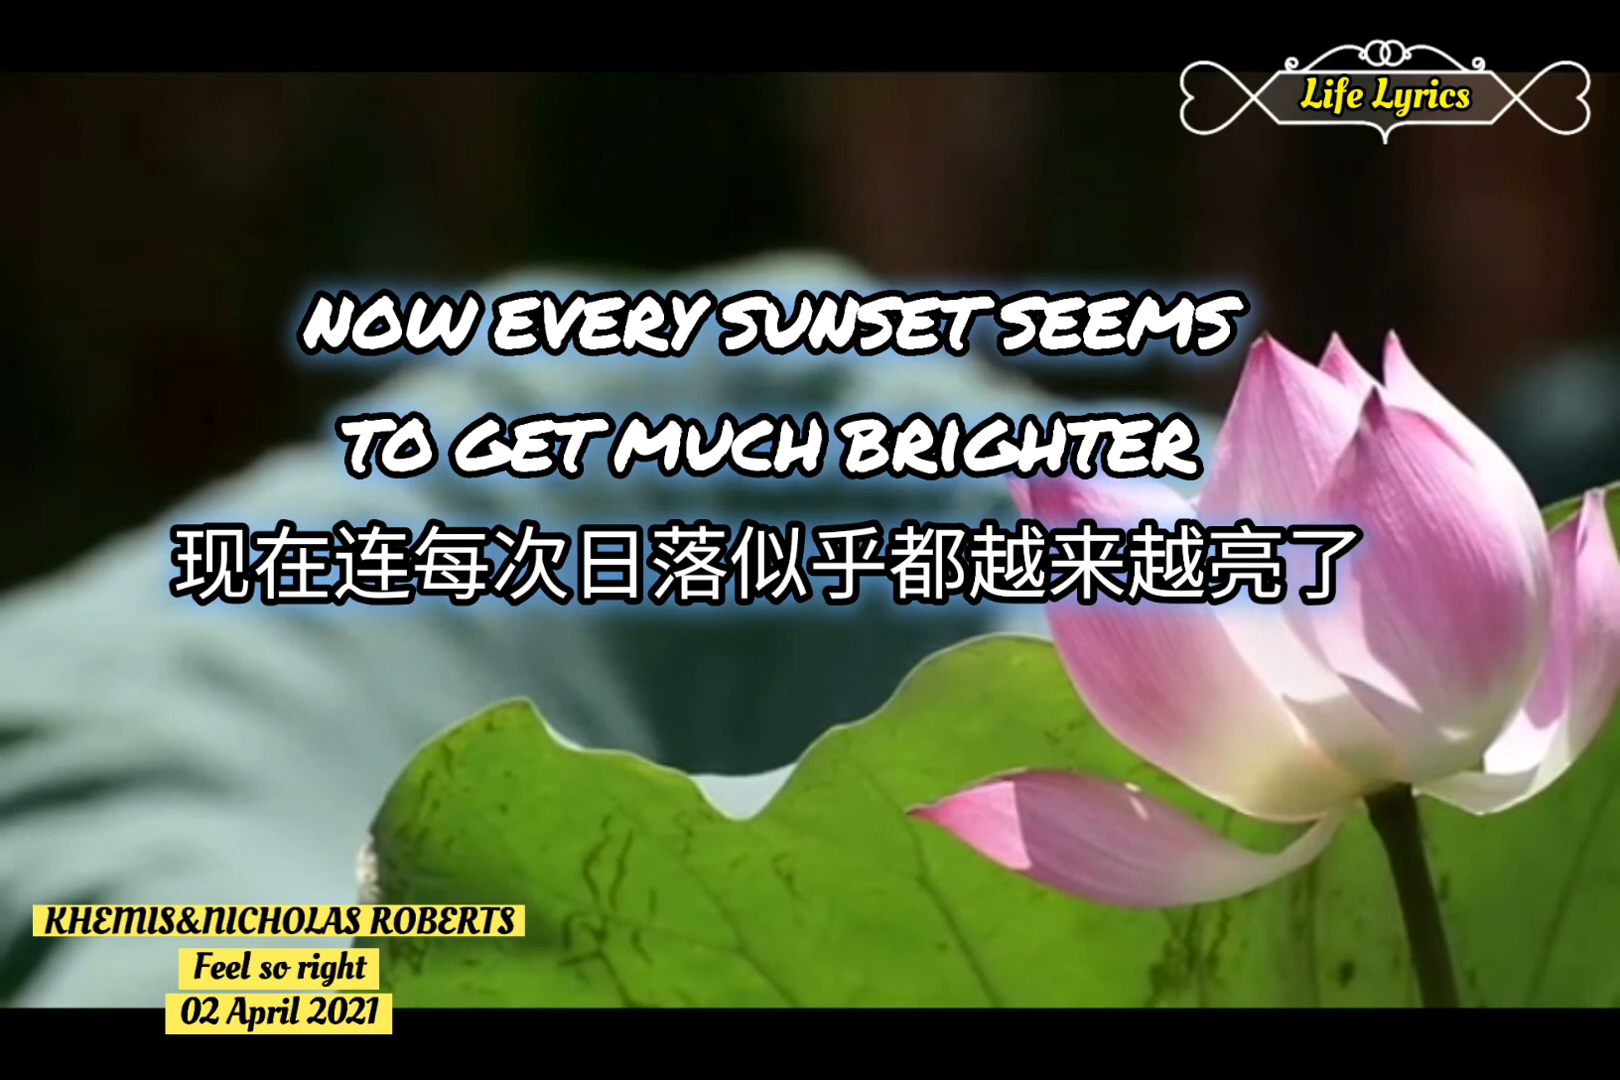 Life Lyrics
NOW EVERY SUNSET SEEMS
TO GET MUCH BRIGHTER
现在连每次日落似乎都越来越亮了
KHEMIS&NICHOLAS ROBERTS
Feel so right
02 April 2021